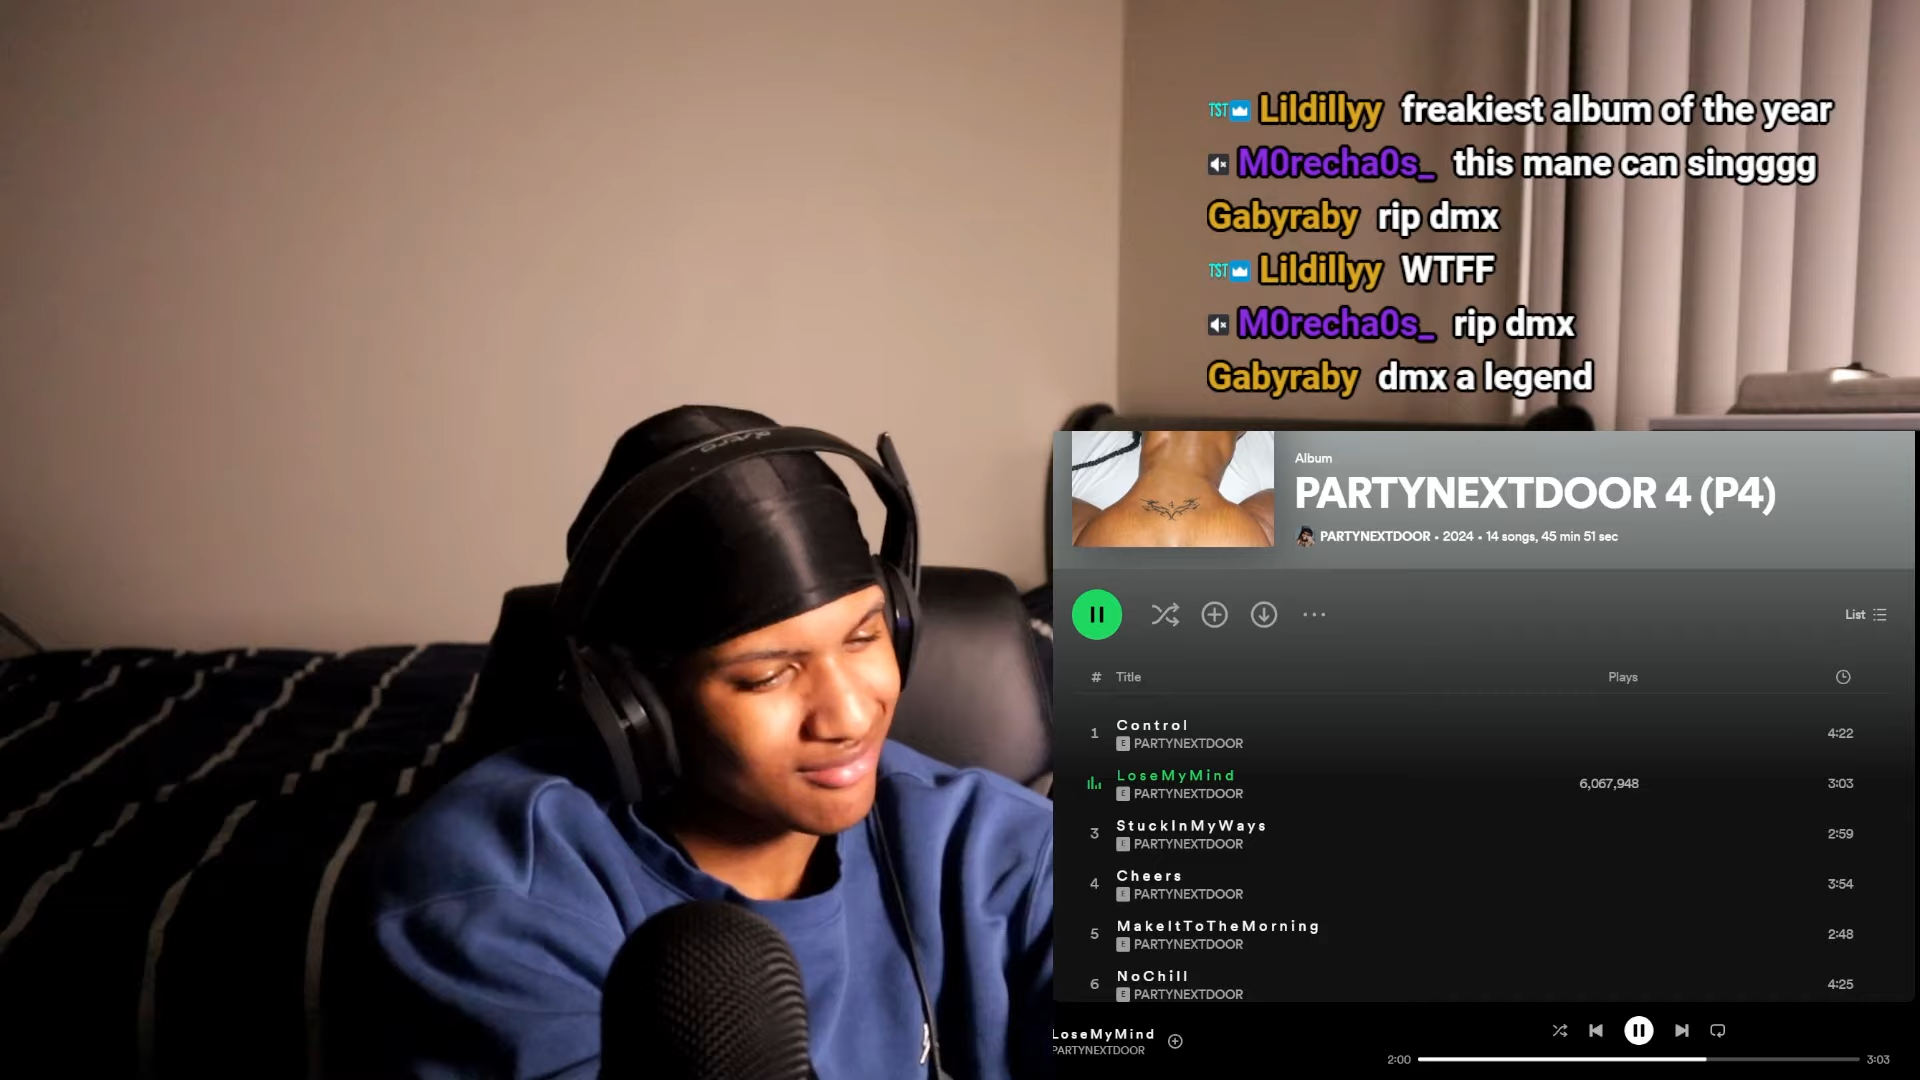 TST Lildillyy freakiest album of the year
M0recha0s_ this mane can singggg
Gabyraby rip dmx
TST Lildillyy WTFF
M0recha0s_ rip dmx
Gabyraby dmx a legend
Album
PARTYNEXTDOOR 4 (P4)
PARTYNEXTDOOR • 2024 • 14 songs, 45 min 51 sec
List
# Title Plays
1 Control 4:22
E PARTYNEXTDOOR
LoseMyMind 6,067,948 3:03
E PARTYNEXTDOOR
3 StuckInMyWays 2:59
E PARTYNEXTDOOR
4 Cheers 3:54
E PARTYNEXTDOOR
5 MakeItToTheMorning 2:48
E PARTYNEXTDOOR
6 NoChill 4:25
E PARTYNEXTDOOR
LoseMyMind
PARTYNEXTDOOR
2:00 3:03
astro
4